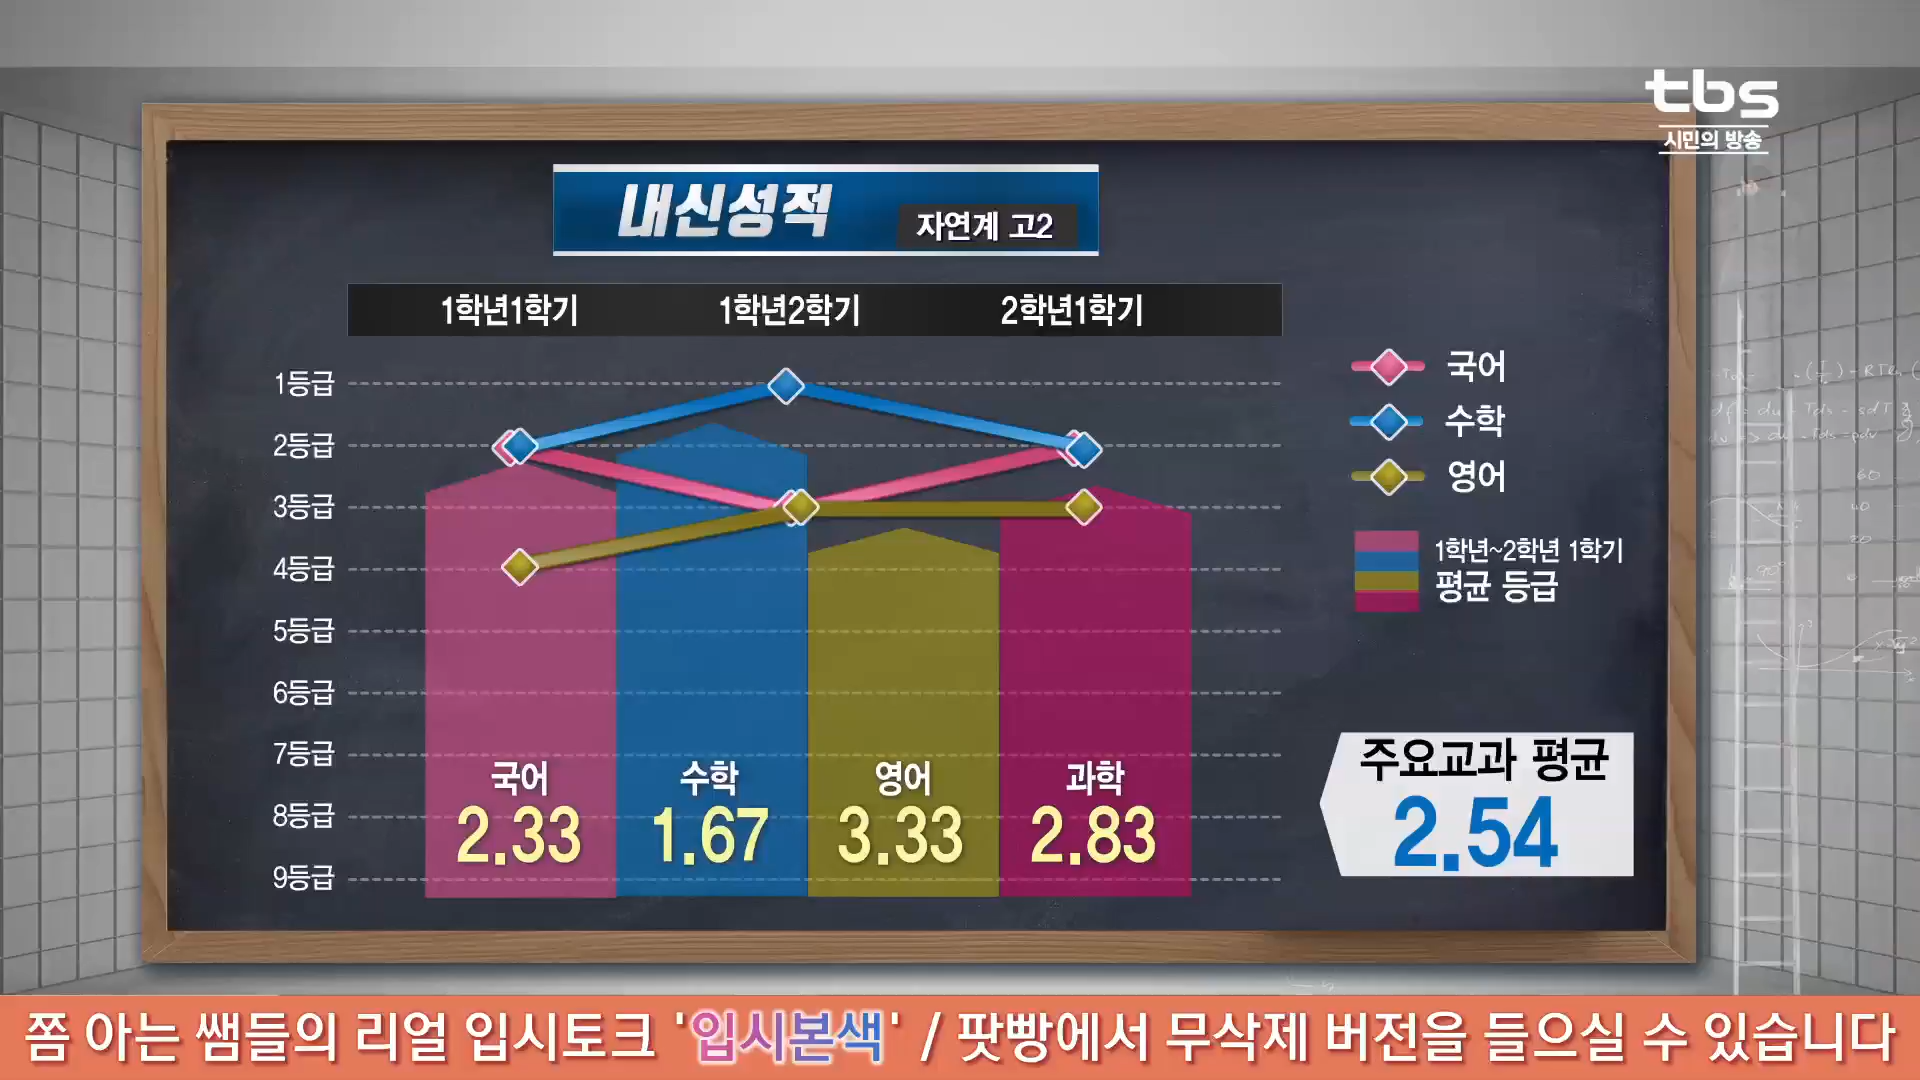 tbs
시민의 방송
내신성적 자연계 고2
1학년1학기 1학년2학기 2학년1학기
1등급
2등급
3등급
4등급
5등급
6등급
7등급
8등급
9등급
국어
2.33
수학
1.67
영어
3.33
과학
2.83
국어
수학
영어
1학년~2학년 1학기
평균 등급
주요교과 평균
2.54
쫌 아는 쌤들의 리얼 입시토크 '입시본색' / 팟빵에서 무삭제 버전을 들으실 수 있습니다